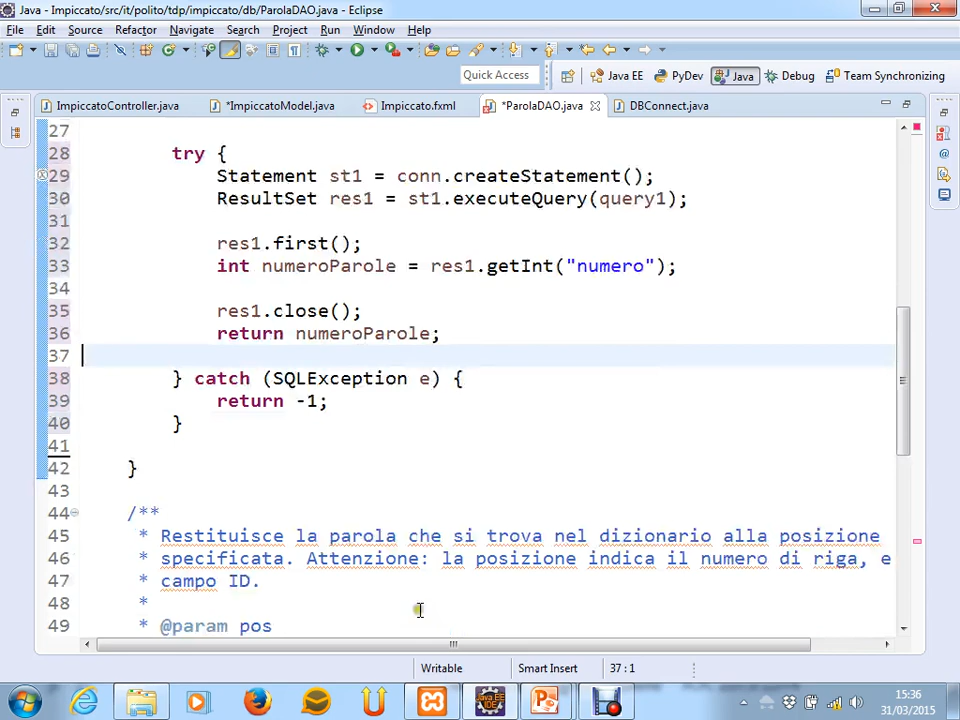 Java - Impiccato/src/it/polito/tdp/impiccato/db/ParolaDAO.java - Eclipse
File Edit Source Refactor Navigate Search Project Run Window Help
Quick Access Java EE PyDev Java Debug Team Synchronizing
ImpiccatoController.java *ImpiccatoModel.java Impiccato.fxml *ParolaDAO.java DBConnect.java
27
28 try {
29 Statement st1 = conn.createStatement();
30 ResultSet res1 = st1.executeQuery(query1);
31
32 res1.first();
33 int numeroParole = res1.getInt("numero");
34
35 res1.close();
36 return numeroParole;
37
38 } catch (SQLException e) {
39 return -1;
40 }
41
42 }
43
44 /**
45 * Restituisce la parola che si trova nel dizionario alla posizione
46 * specificata. Attenzione: la posizione indica il numero di riga, e
47 * campo ID.
48 *
49 * @param pos
Writable Smart Insert 37 : 1
15:36
31/03/2015